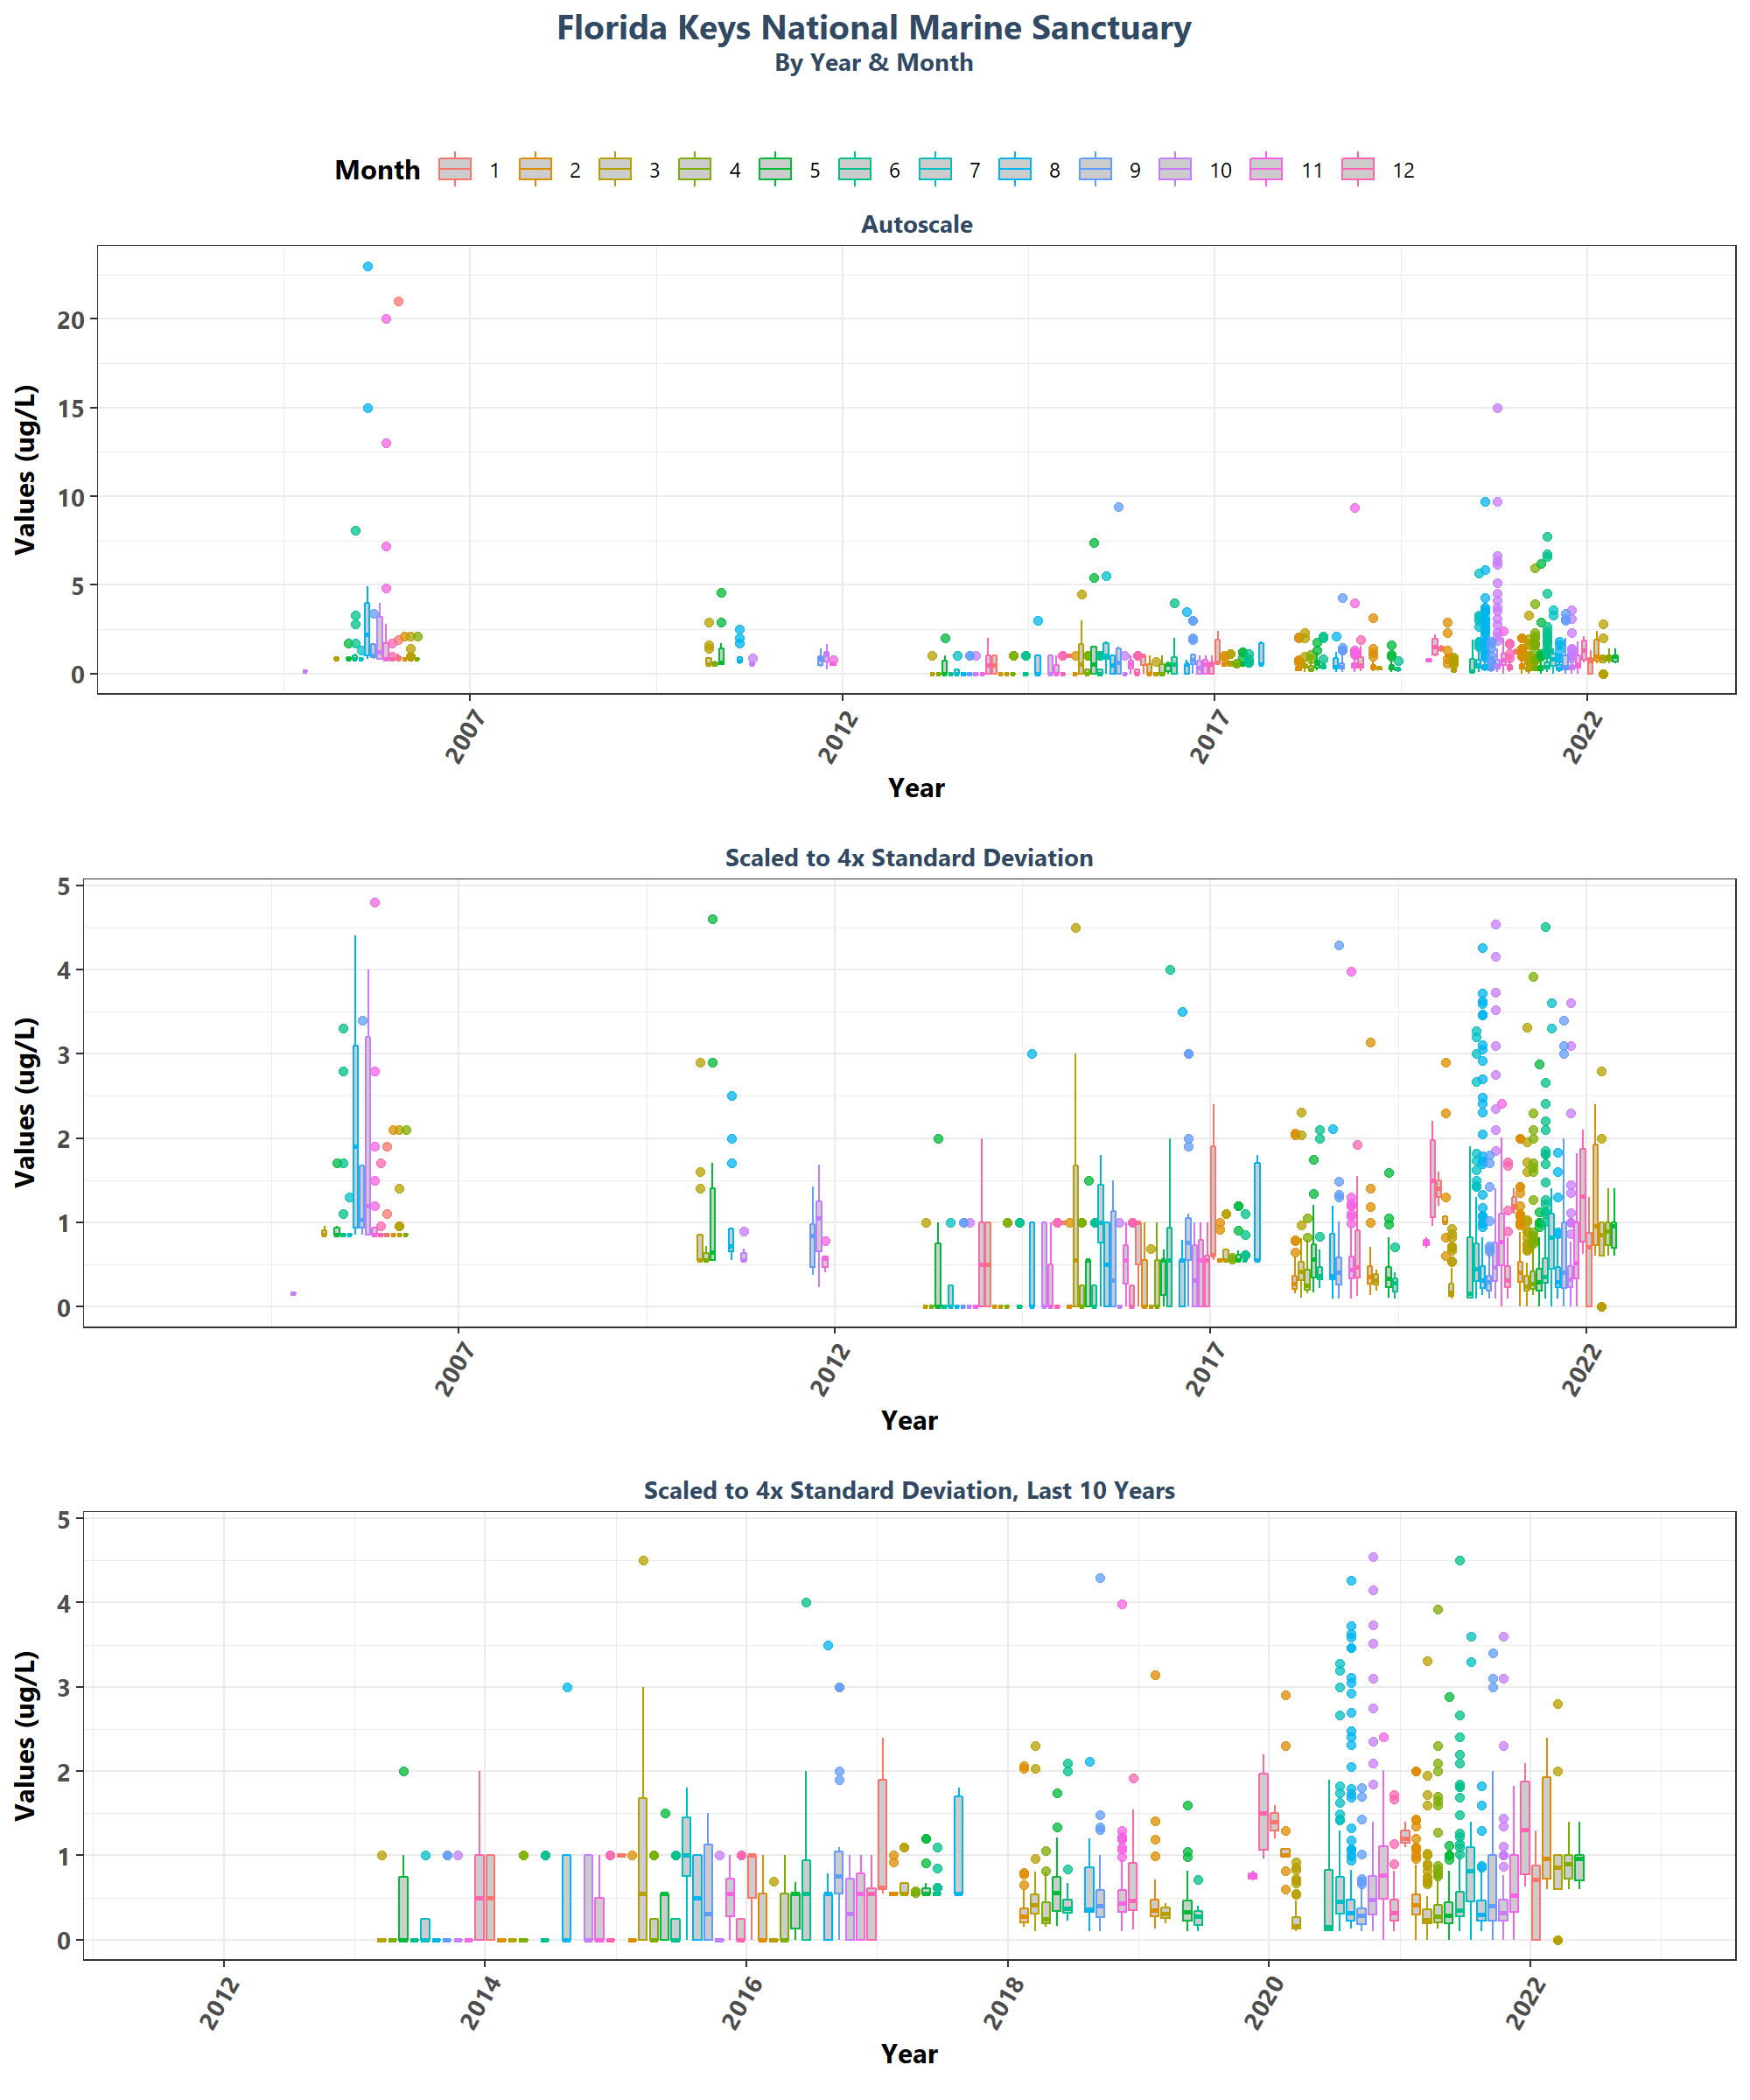 Florida Keys National Marine Sanctuary
By Year & Month
Month 1 2 3 4 5 6 7 8 9 10 11 12
Autoscale
Values (ug/L)
20
15
10
5
0
2007 2012 2017 2022
Year
Scaled to 4x Standard Deviation
Values (ug/L)
5
4
3
2
1
0
2007 2012 2017 2022
Year
Scaled to 4x Standard Deviation, Last 10 Years
Values (ug/L)
5
4
3
2
1
0
2012 2014 2016 2018 2020 2022
Year